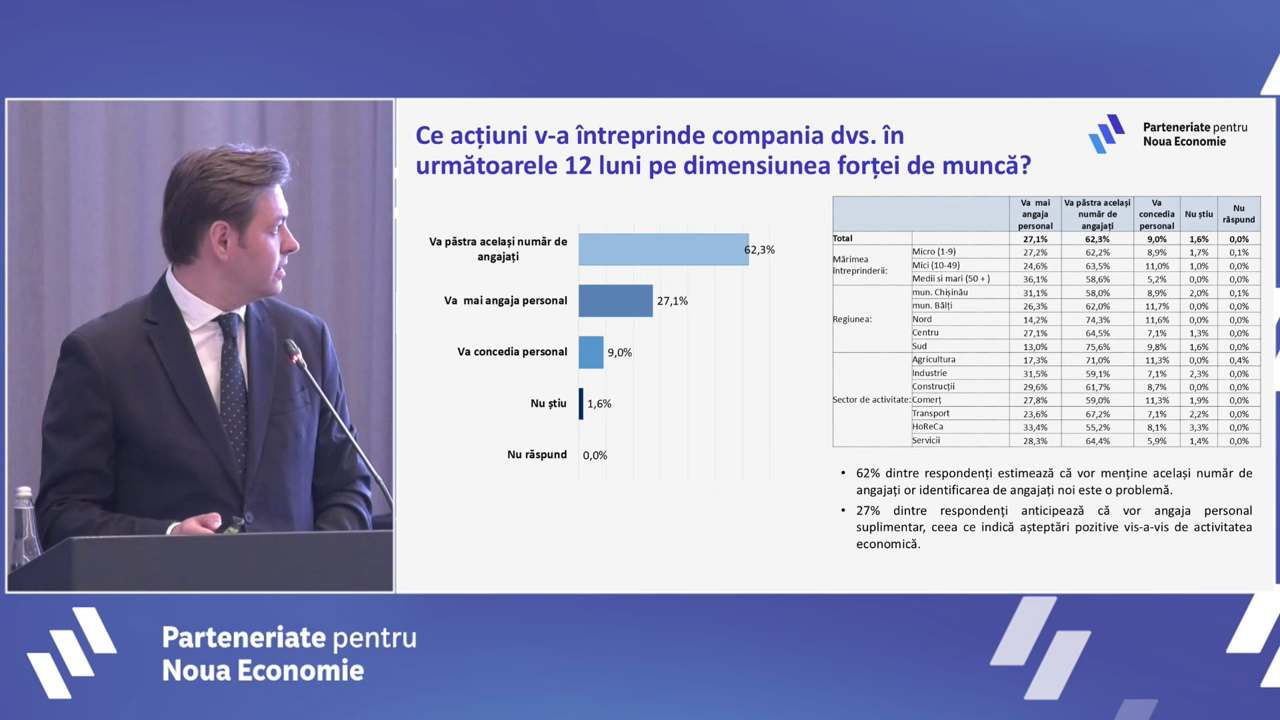 Ce acțiuni v-a întreprinde compania dvs. în
următoarele 12 luni pe dimensiunea forței de muncă?
Parteneriate pentru
Noua Economie
Va păstra același număr de
angajați
62,3%
Va mai angaja personal
27,1%
Va concedia personal
9,0%
Nu știu
1,6%
Nu răspund
0,0%
Va mai angaja personal Va păstra același număr de angajați Va concedia personal Nu știu Nu răspund
Total 27,1% 62,3% 9,0% 1,6% 0,0%
Mărimea întreprinderii:
Micro (1-9) 27,2% 62,2% 8,9% 1,7% 0,1%
Mici (10-49) 24,6% 63,5% 11,0% 1,0% 0,0%
Medii si mari (50 + ) 36,1% 58,6% 5,2% 0,0% 0,0%
Regiunea:
mun. Chișinău 31,1% 58,0% 8,9% 2,0% 0,1%
mun. Bălți 26,3% 62,0% 11,7% 0,0% 0,0%
Nord 14,2% 74,3% 11,6% 0,0% 0,0%
Centru 27,1% 64,5% 7,1% 1,3% 0,0%
Sud 13,0% 75,6% 9,8% 1,6% 0,0%
Sector de activitate:
Agricultura 17,3% 71,0% 11,3% 0,0% 0,4%
Industrie 31,5% 59,1% 7,1% 2,3% 0,0%
Construcții 29,6% 61,7% 8,7% 0,0% 0,0%
Comerț 27,8% 59,0% 11,3% 1,9% 0,0%
Transport 23,6% 67,2% 7,1% 2,2% 0,0%
HoReCa 33,4% 55,2% 8,1% 3,3% 0,0%
Servicii 28,3% 64,4% 5,9% 1,4% 0,0%
• 62% dintre respondenți estimează că vor menține același număr de
angajați or identificarea de angajați noi este o problemă.
• 27% dintre respondenți anticipează că vor angaja personal
suplimentar, ceea ce indică așteptări pozitive vis-a-vis de activitatea
economică.
Parteneriate pentru
Noua Economie